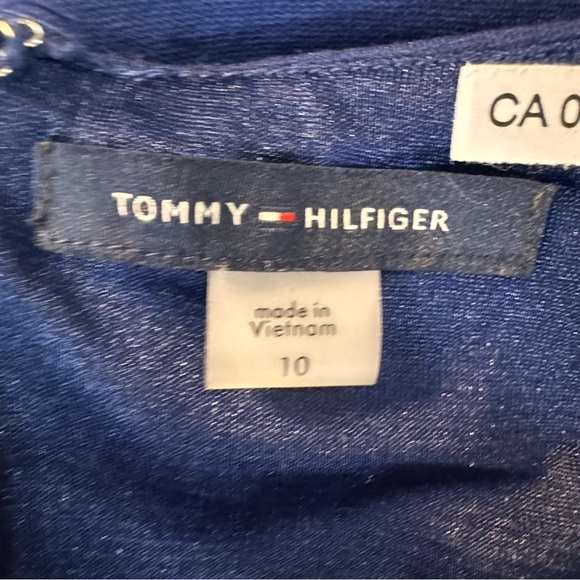 CA 0
TOMMY HILFIGER
made in
Vietnam
10